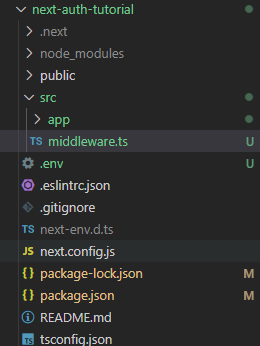 next-auth-tutorial
.next
node_modules
public
src
app
TS middleware.ts U
.env U
.eslintrc.json
.gitignore
TS next-env.d.ts
JS next.config.js
{} package-lock.json M
{} package.json M
README.md
TS tsconfig.json